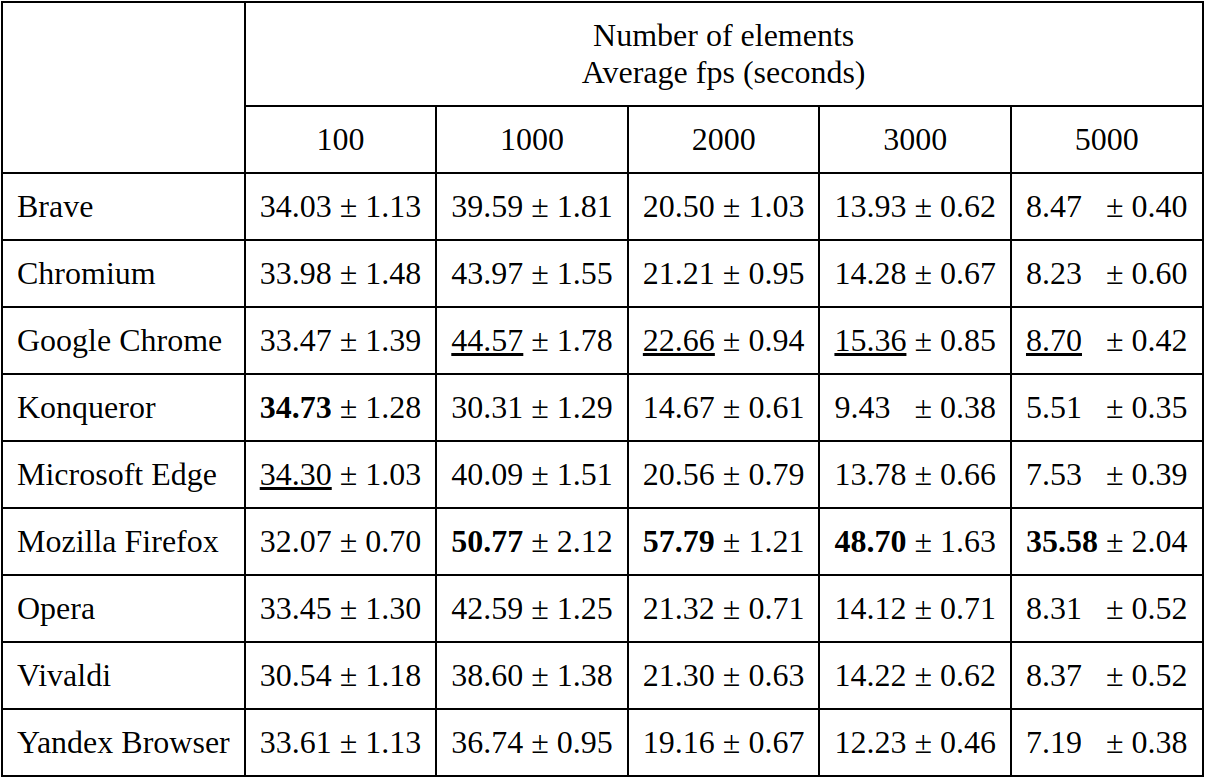 Number of elements
Average fps (seconds)
100 1000 2000 3000 5000
Brave 34.03 ± 1.13 39.59 ± 1.81 20.50 ± 1.03 13.93 ± 0.62 8.47 ± 0.40
Chromium 33.98 ± 1.48 43.97 ± 1.55 21.21 ± 0.95 14.28 ± 0.67 8.23 ± 0.60
Google Chrome 33.47 ± 1.39 44.57 ± 1.78 22.66 ± 0.94 15.36 ± 0.85 8.70 ± 0.42
Konqueror 34.73 ± 1.28 30.31 ± 1.29 14.67 ± 0.61 9.43 ± 0.38 5.51 ± 0.35
Microsoft Edge 34.30 ± 1.03 40.09 ± 1.51 20.56 ± 0.79 13.78 ± 0.66 7.53 ± 0.39
Mozilla Firefox 32.07 ± 0.70 50.77 ± 2.12 57.79 ± 1.21 48.70 ± 1.63 35.58 ± 2.04
Opera 33.45 ± 1.30 42.59 ± 1.25 21.32 ± 0.71 14.12 ± 0.71 8.31 ± 0.52
Vivaldi 30.54 ± 1.18 38.60 ± 1.38 21.30 ± 0.63 14.22 ± 0.62 8.37 ± 0.52
Yandex Browser 33.61 ± 1.13 36.74 ± 0.95 19.16 ± 0.67 12.23 ± 0.46 7.19 ± 0.38